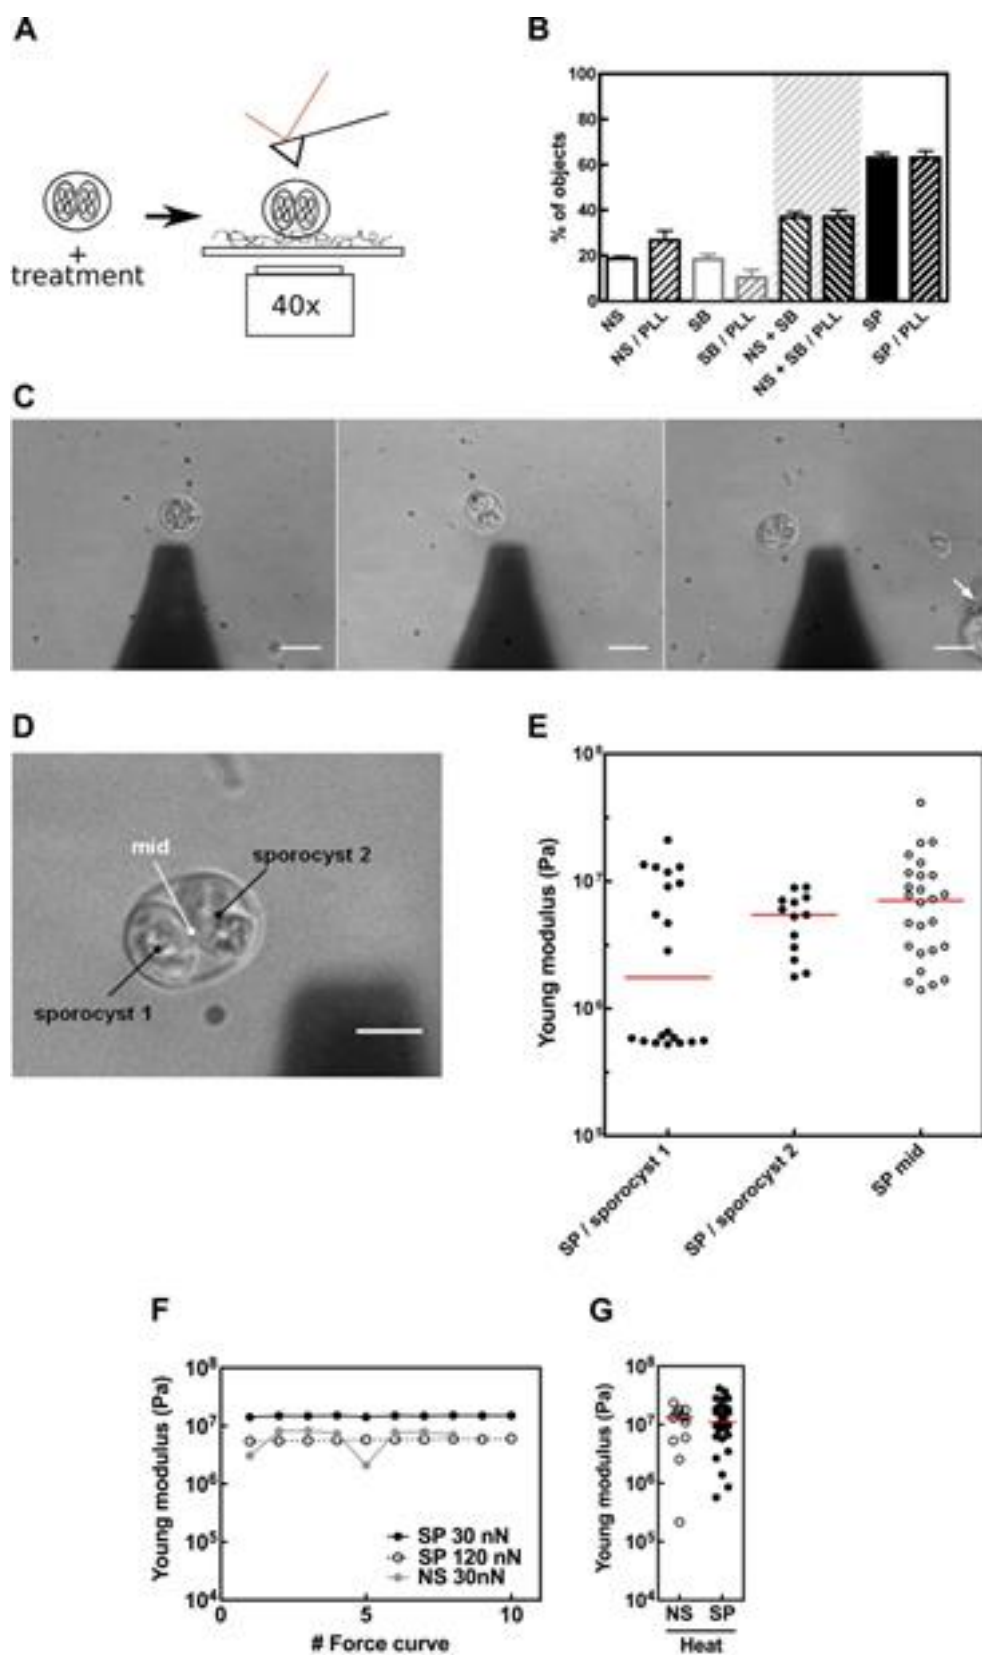 A
+
treatment
40x
B
% of objects
100
80
60
40
20
0
NS
NS / PLL
SB
SB / PLL
NS + SB
NS + SB / PLL
SP
SP / PLL
C
D
mid
sporocyst 2
sporocyst 1
E
Young modulus (Pa)
10⁸
10⁷
10⁶
10⁵
SP / sporocyst 1
SP / sporocyst 2
SP mid
F
Young modulus (Pa)
10⁸
10⁷
10⁶
10⁵
10⁴
0
5
10
SP 30 nN
SP 120 nN
NS 30nN
# Force curve
G
Young modulus (Pa)
10⁸
10⁷
10⁶
10⁵
10⁴
NS SP
Heat